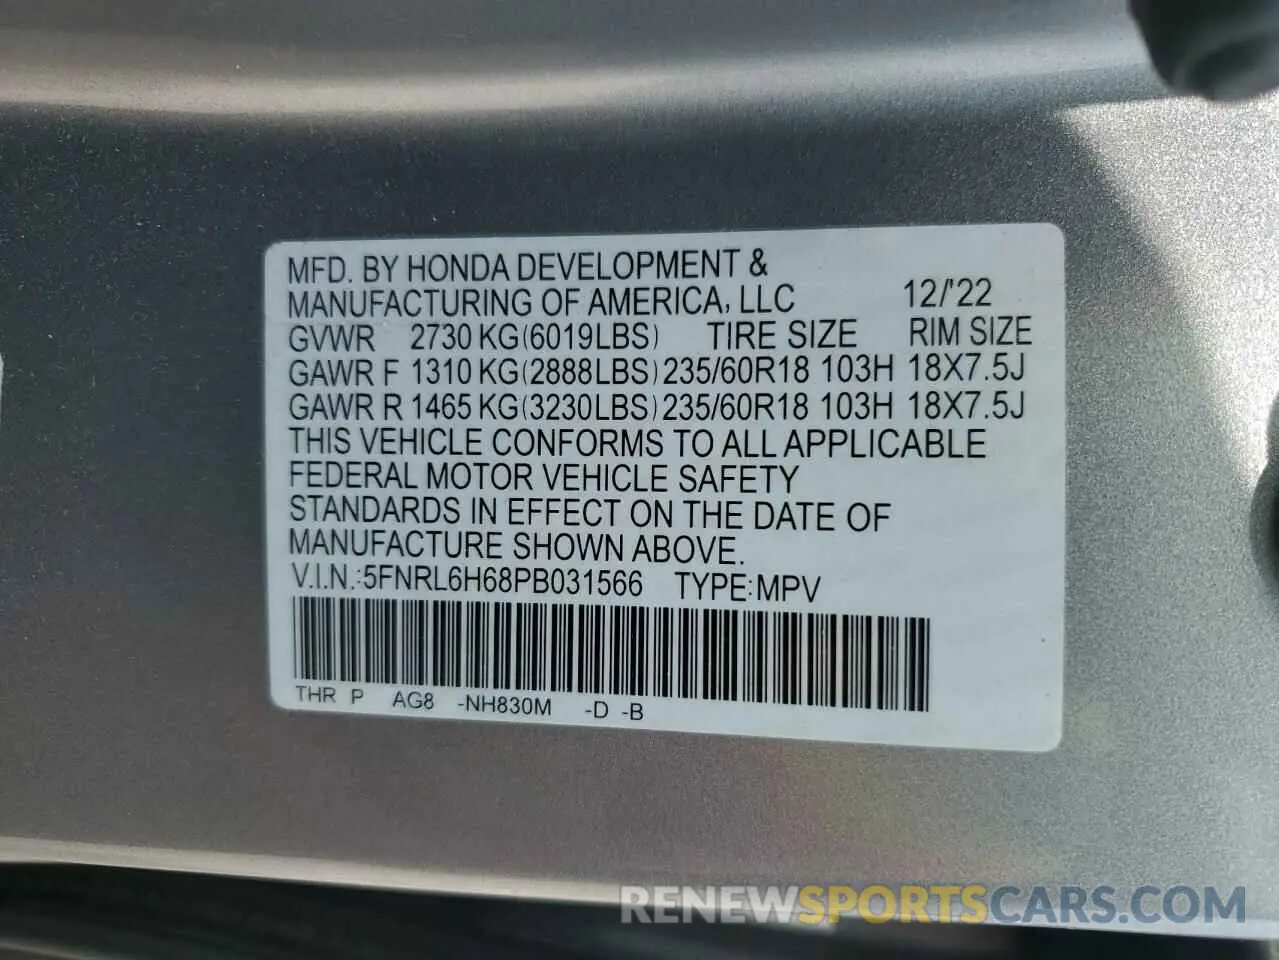 MFD. BY HONDA DEVELOPMENT &
MANUFACTURING OF AMERICA, LLC 12/'22
GVWR 2730 KG(6019LBS) TIRE SIZE RIM SIZE
GAWR F 1310 KG(2888LBS) 235/60R18 103H 18X7.5J
GAWR R 1465 KG(3230LBS) 235/60R18 103H 18X7.5J
THIS VEHICLE CONFORMS TO ALL APPLICABLE
FEDERAL MOTOR VEHICLE SAFETY
STANDARDS IN EFFECT ON THE DATE OF
MANUFACTURE SHOWN ABOVE.
V.I.N.:5FNRL6H68PB031566 TYPE:MPV
THR P AG8 -NH830M -D -B
RENEWSPORTSCARS.COM